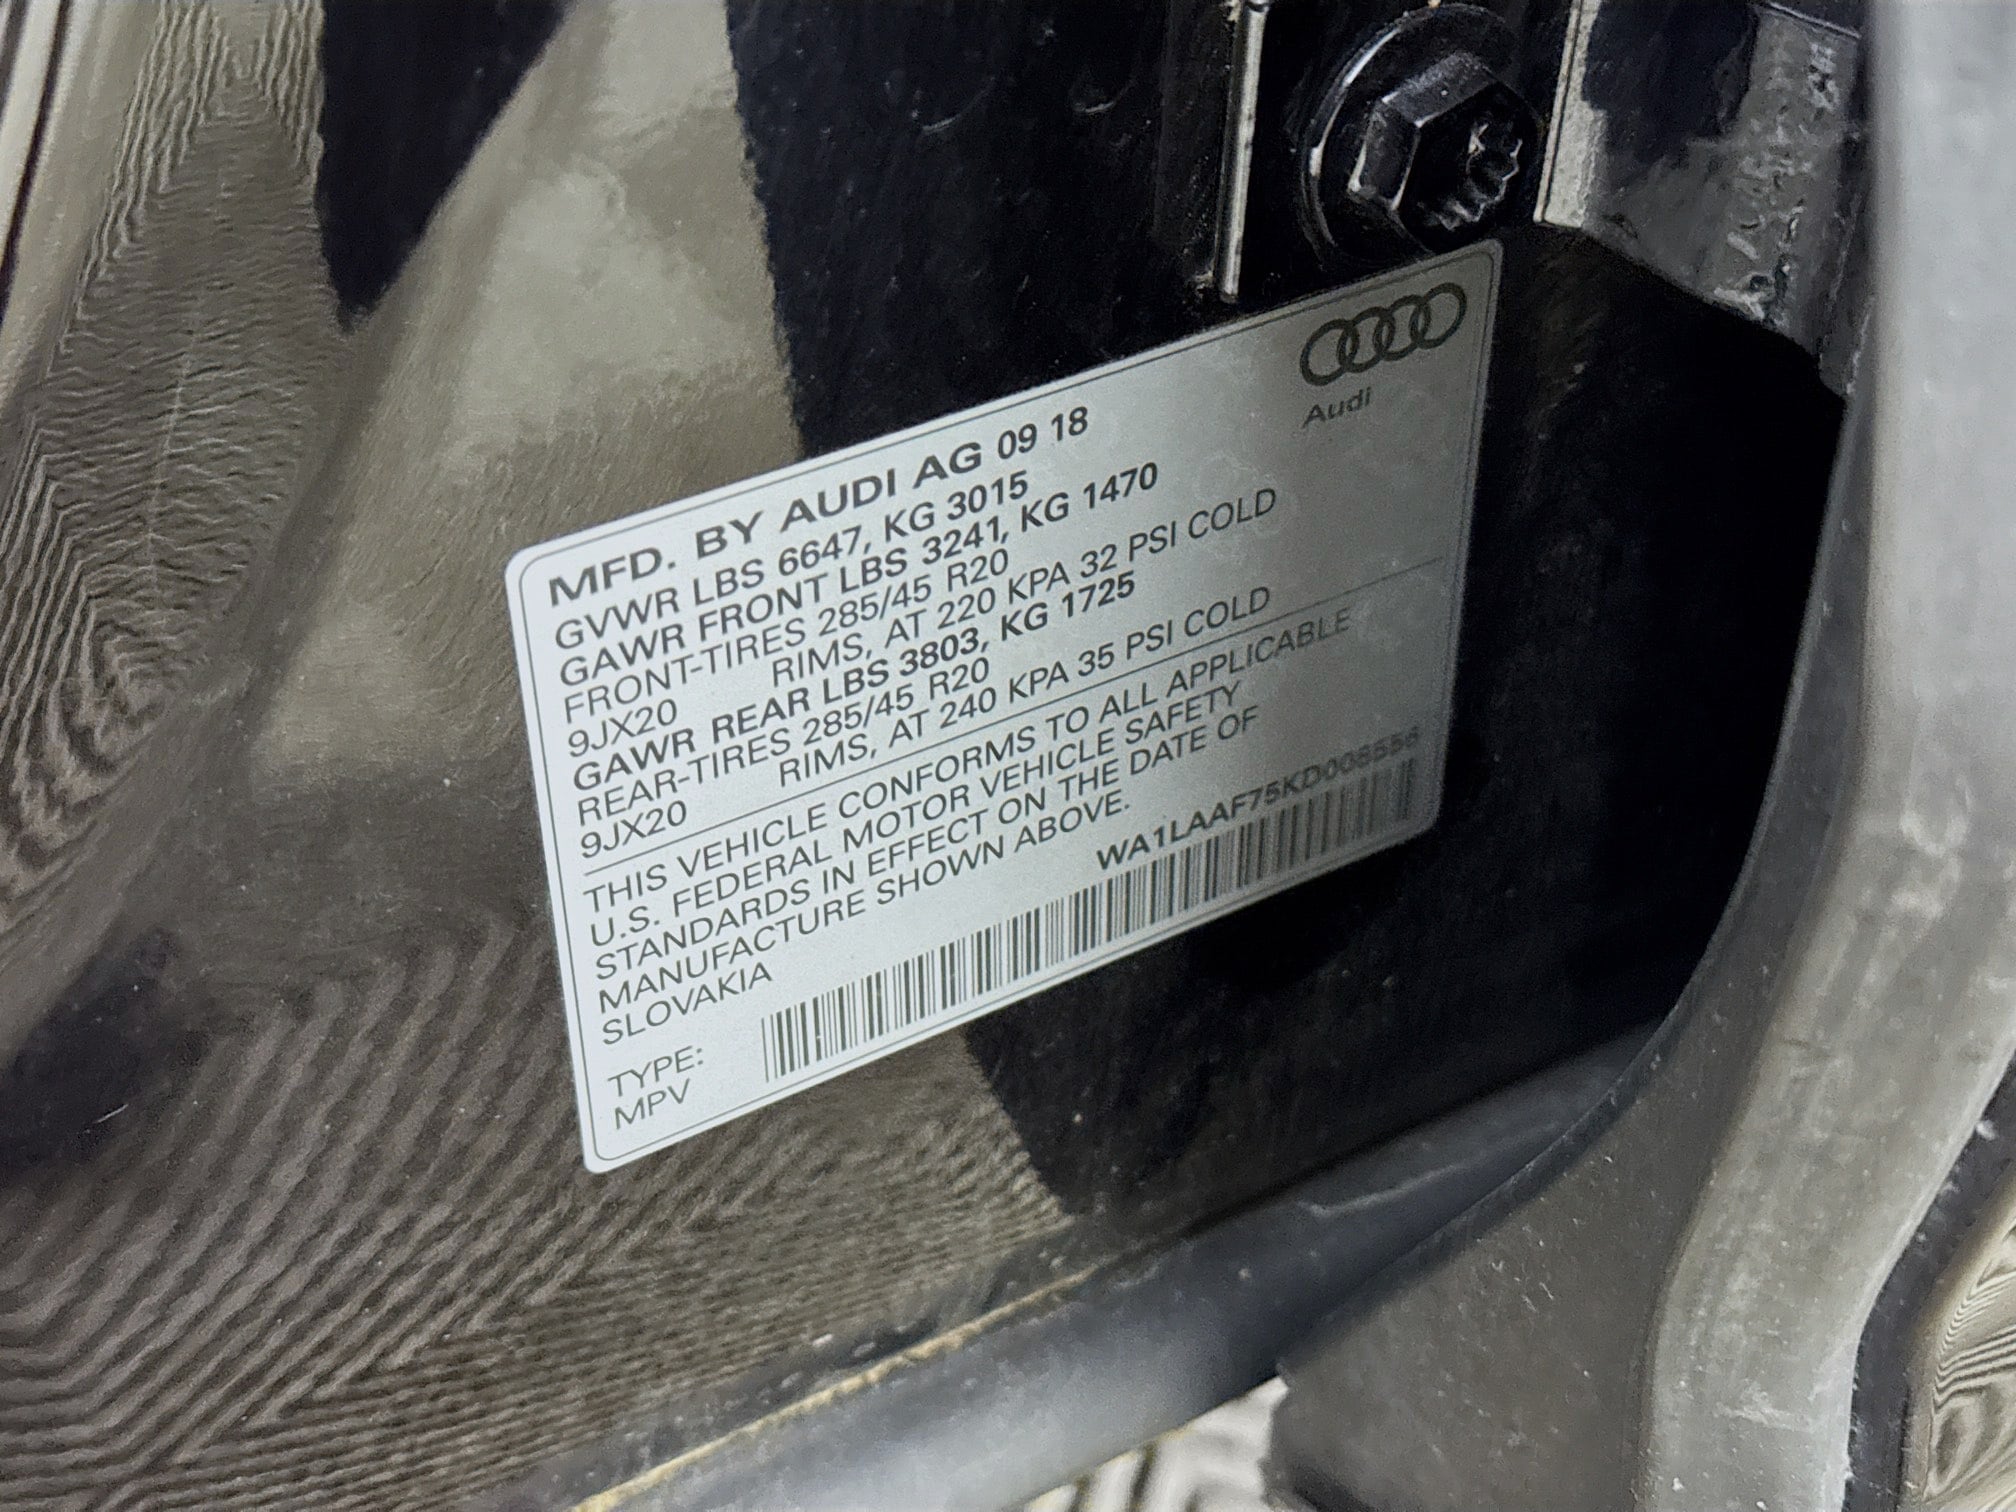 Audi
MFD. BY AUDI AG 09 18
GVWR LBS 6647, KG 3015
GAWR FRONT LBS 3241, KG 1470
FRONT-TIRES 285/45 R20
9JX20 RIMS, AT 220 KPA 32 PSI COLD
GAWR REAR LBS 3803, KG 1725
REAR-TIRES 285/45 R20
9JX20 RIMS, AT 240 KPA 35 PSI COLD
THIS VEHICLE CONFORMS TO ALL APPLICABLE
U.S. FEDERAL MOTOR VEHICLE SAFETY
STANDARDS IN EFFECT ON THE DATE OF
MANUFACTURE SHOWN ABOVE.
SLOVAKIA
TYPE:
MPV